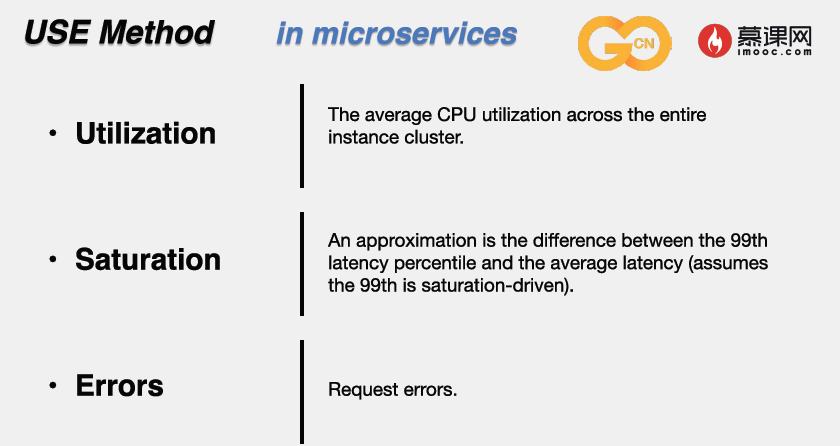 USE Method in microservices
GO CN
慕课网
imooc.com
• Utilization
The average CPU utilization across the entire
instance cluster.
• Saturation
An approximation is the difference between the 99th
latency percentile and the average latency (assumes
the 99th is saturation-driven).
• Errors
Request errors.